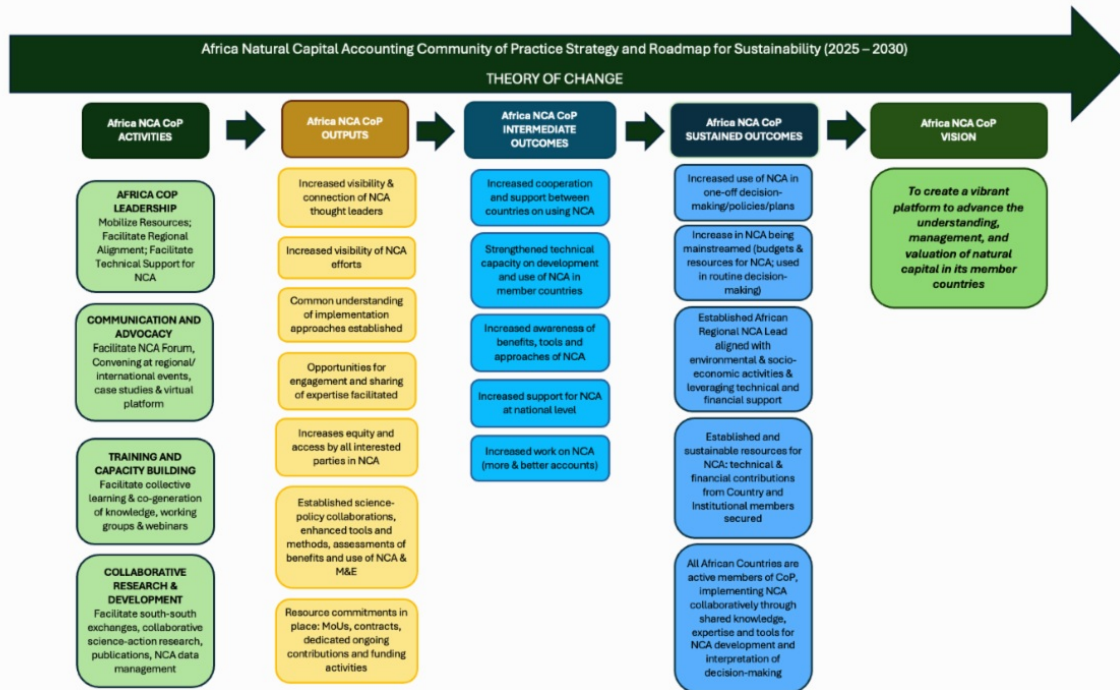 Africa Natural Capital Accounting Community of Practice Strategy and Roadmap for Sustainability (2025 – 2030)
THEORY OF CHANGE
Africa NCA CoP
ACTIVITIES
AFRICA COP
LEADERSHIP
Mobilize Resources;
Facilitate Regional
Alignment; Facilitate
Technical Support for
NCA
COMMUNICATION AND
ADVOCACY
Facilitate NCA Forum,
Convening at regional/
international events,
case studies & virtual
platform
TRAINING AND
CAPACITY BUILDING
Facilitate collective
learning & co-generation
of knowledge, working
groups & webinars
COLLABORATIVE
RESEARCH &
DEVELOPMENT
Facilitate south-south
exchanges, collaborative
science-action research,
publications, NCA data
management
Africa NCA CoP
OUTPUTS
Increased visibility &
connection of NCA
thought leaders
Increased visibility of NCA
efforts
Common understanding
of implementation
approaches established
Opportunities for
engagement and sharing
of expertise facilitated
Increases equity and
access by all interested
parties in NCA
Established science-
policy collaborations,
enhanced tools and
methods, assessments of
benefits and use of NCA &
M&E
Resource commitments in
place: MoUs, contracts,
dedicated ongoing
contributions and funding
activities
Africa NCA CoP
INTERMEDIATE
OUTCOMES
Increased cooperation
and support between
countries on using NCA
Strengthened technical
capacity on development
and use of NCA in
member countries
Increased awareness of
benefits, tools and
approaches of NCA
Increased support for NCA
at national level
Increased work on NCA
(more & better accounts)
Africa NCA CoP
SUSTAINED OUTCOMES
Increased use of NCA in
one-off decision-
making/policies/plans
Increase in NCA being
mainstreamed (budgets &
resources for NCA; used
in routine decision-
making)
Established African
Regional NCA Lead
aligned with
environmental & socio-
economic activities &
leveraging technical and
financial support
Established and
sustainable resources for
NCA: technical &
financial contributions
from Country and
Institutional members
secured
All African Countries are
active members of CoP,
implementing NCA
collaboratively through
shared knowledge,
expertise and tools for
NCA development and
interpretation of
decision-making
Africa NCA CoP
VISION
To create a vibrant
platform to advance the
understanding,
management, and
valuation of natural
capital in its member
countries